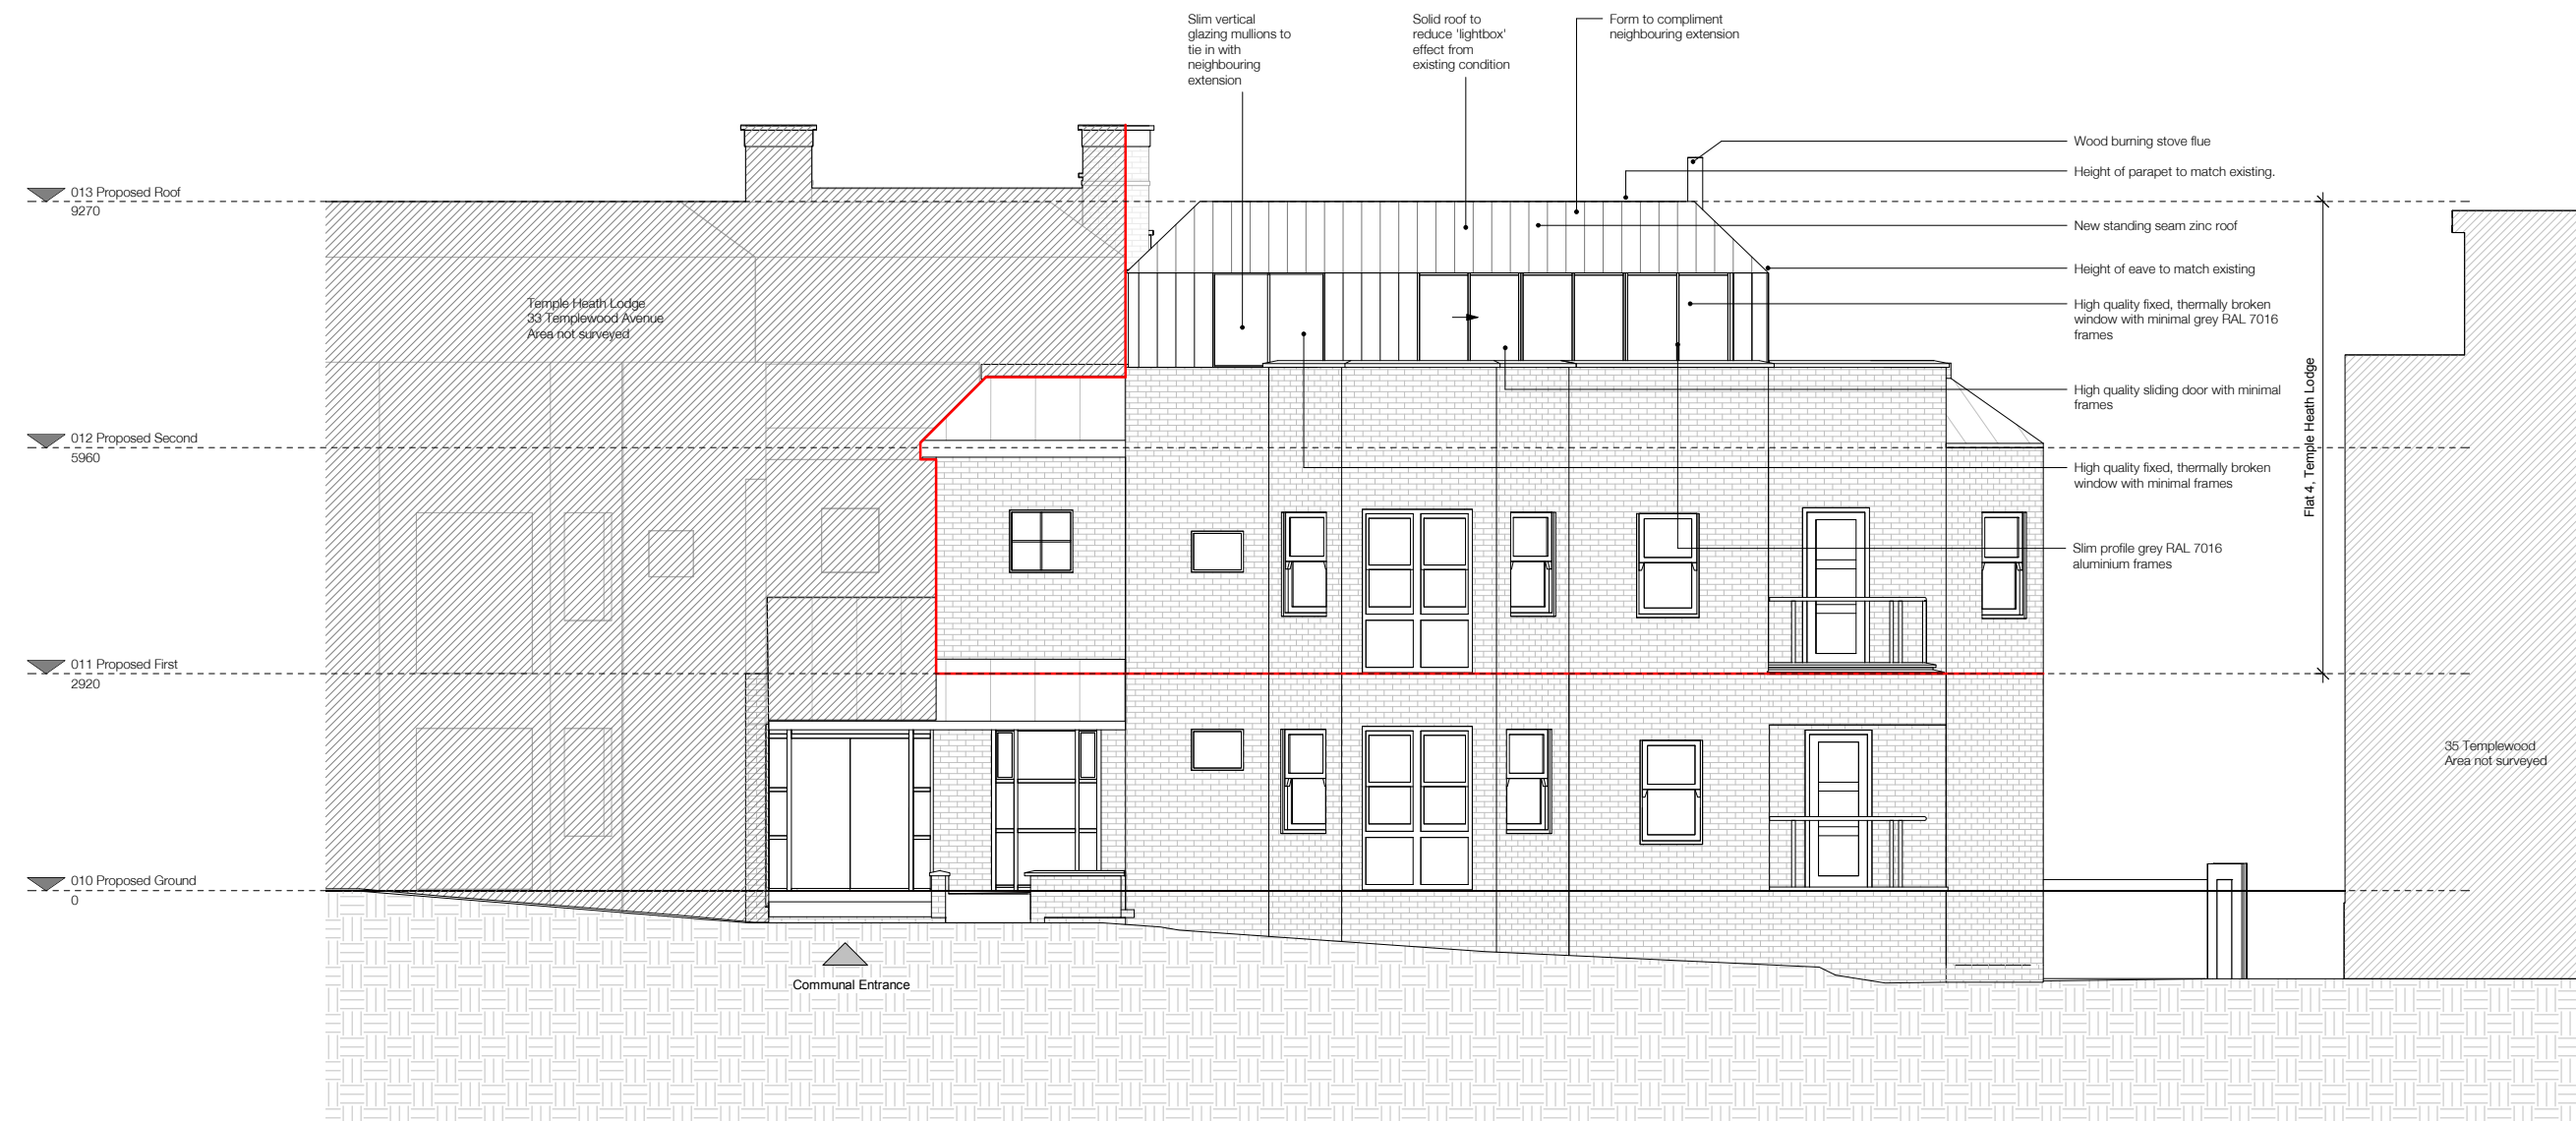 Slim vertical
glazing mullions to
tie in with
neighbouring
extension
Solid roof to
reduce 'lightbox'
effect from
existing condition
Form to compliment
neighbouring extension
Wood burning stove flue
Height of parapet to match existing.
New standing seam zinc roof
Height of eave to match existing
High quality fixed, thermally broken
window with minimal grey RAL 7016
frames
High quality sliding door with minimal
frames
High quality fixed, thermally broken
window with minimal frames
Slim profile grey RAL 7016
aluminium frames
013 Proposed Roof
9270
012 Proposed Second
5960
011 Proposed First
2920
010 Proposed Ground
0
Temple Heath Lodge
33 Templewood Avenue
Area not surveyed
Flat 4, Temple Heath Lodge
35 Templewood
Area not surveyed
Communal Entrance